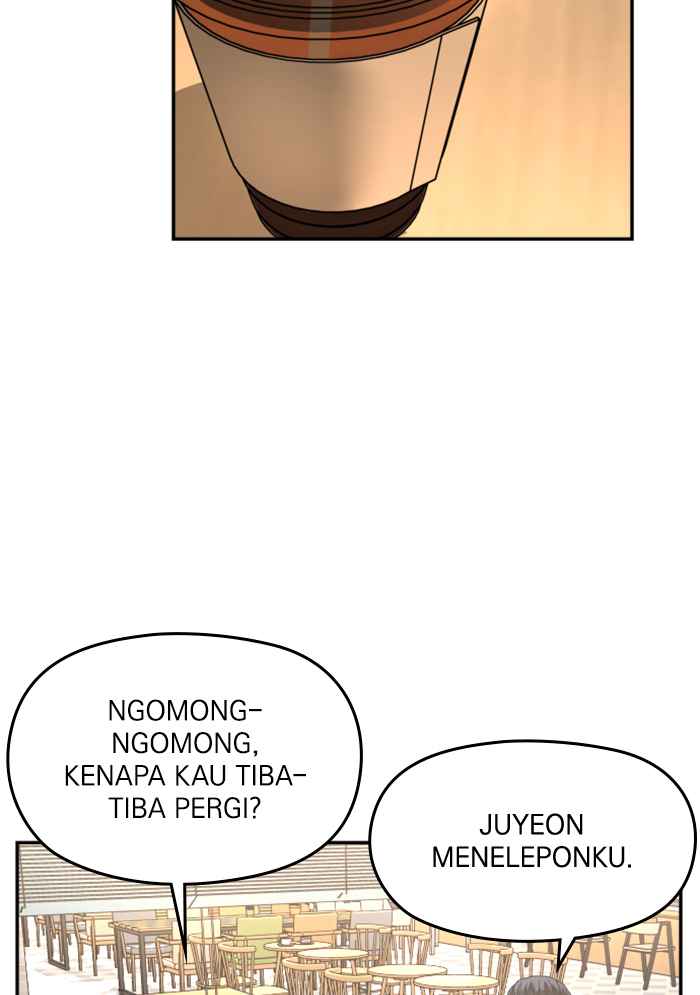 NGOMONG-
NGOMONG,
KENAPA KAU TIBA-
TIBA PERGI?
JUYEON
MENELEPONKU.